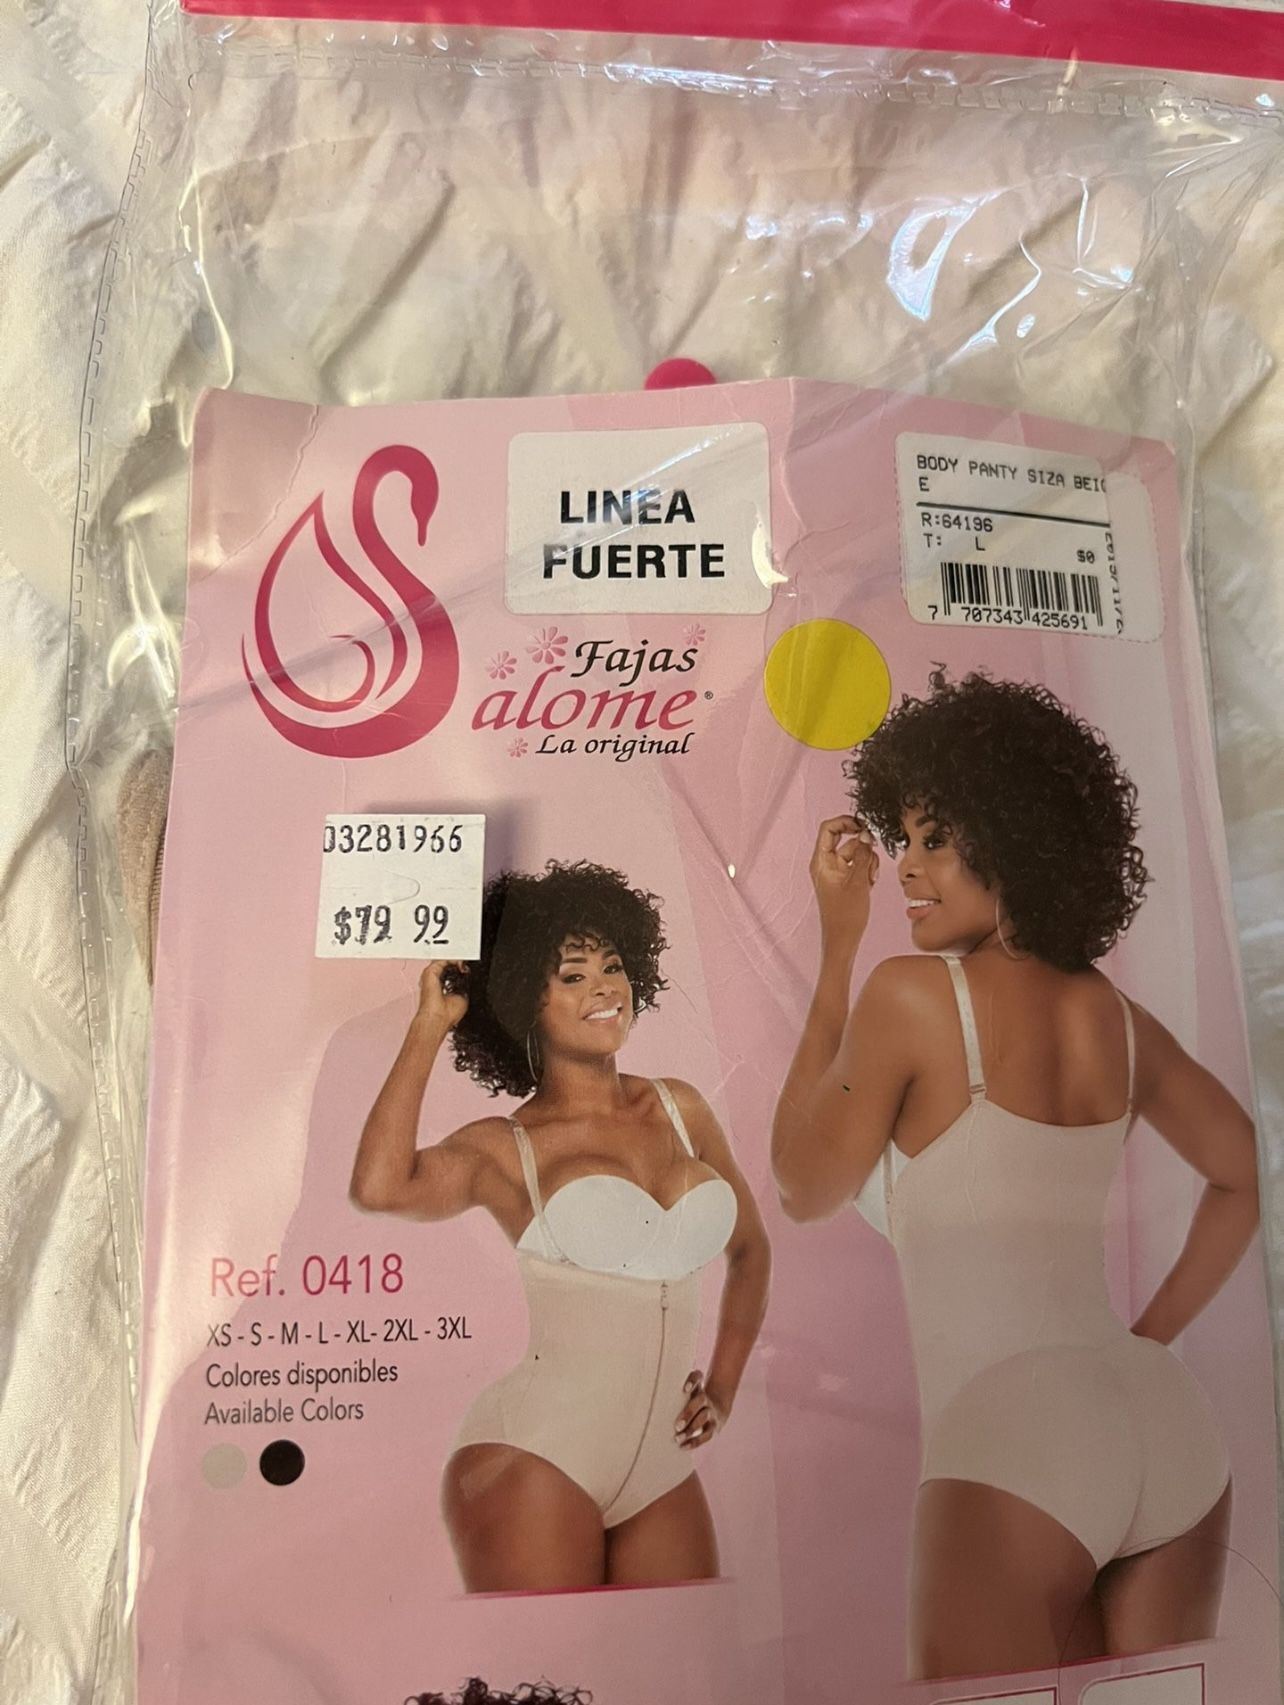 LINEA
FUERTE
BODY PANTY SIZA BEIG
E
R:64196
T: L
$0
7 707343 425691
Fajas
Salome®
La original
03281966
$79 99
Ref. 0418
XS - S - M - L - XL- 2XL - 3XL
Colores disponibles
Available Colors